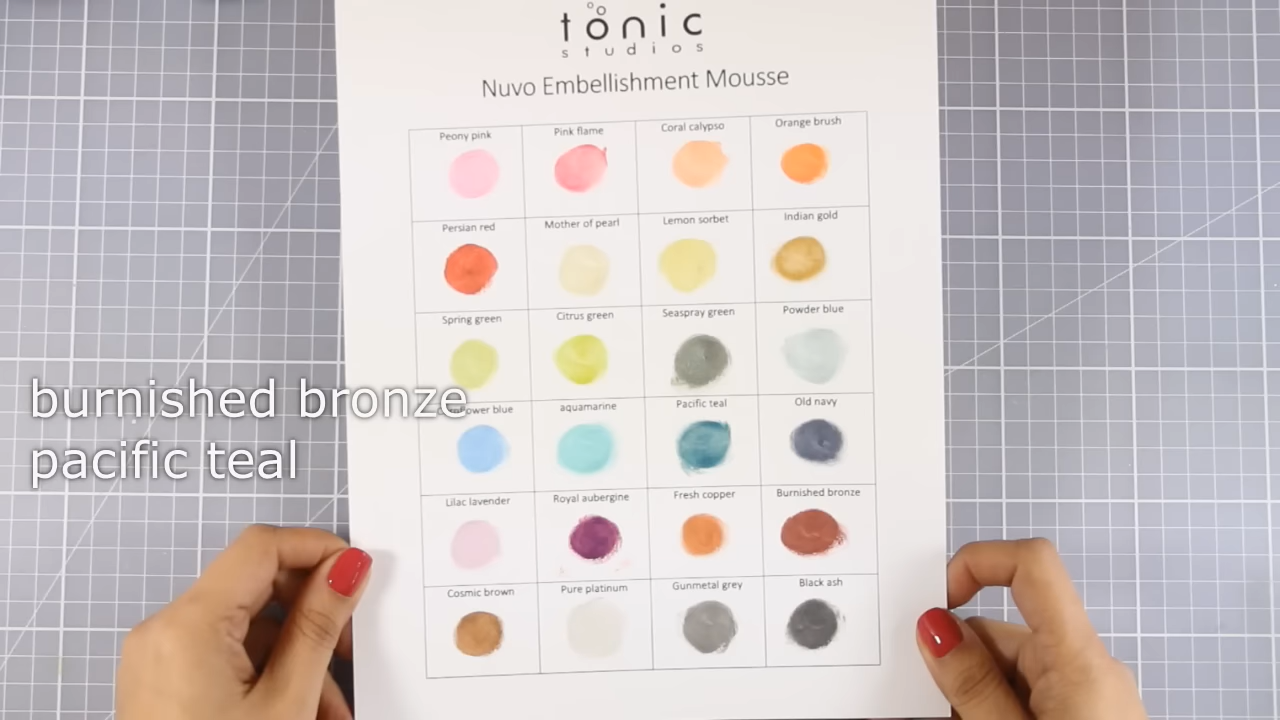 tonic
studios
Nuvo Embellishment Mousse
Peony pink
Pink flame
Coral calypso
Orange brush
Persian red
Mother of pearl
Lemon sorbet
Indian gold
Spring green
Citrus green
Seaspray green
Powder blue
burnished bronze
pacific teal
blue
aquamarine
Pacific teal
Old navy
Lilac lavender
Royal aubergine
Fresh copper
Burnished bronze
Cosmic brown
Pure platinum
Gunmetal grey
Black ash